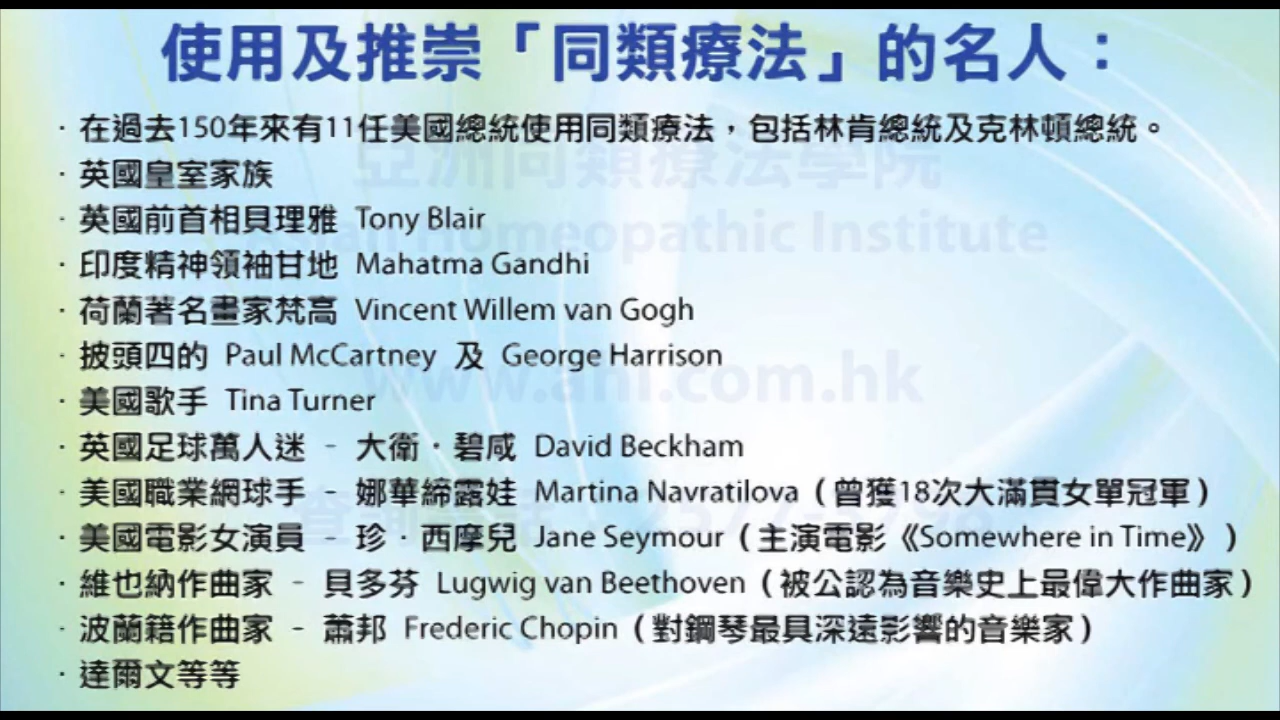 使用及推崇「同類療法」的名人：
· 在過去150年來有11任美國總統使用同類療法，包括林肯總統及克林頓總統。
亞洲同類療法學院
· 英國皇室家族
· 英國前首相貝理雅 Tony Blair
Asian Homeopathic Institute
· 印度精神領袖甘地 Mahatma Gandhi
· 荷蘭著名畫家梵高 Vincent Willem van Gogh
· 披頭四的 Paul McCartney 及 George Harrison
www.ahi.com.hk
· 美國歌手 Tina Turner
· 英國足球萬人迷 - 大衛·碧咸 David Beckham
· 美國職業網球手 - 娜華締露娃 Martina Navratilova（曾獲18次大滿貫女單冠軍）
· 美國電影女演員 - 珍·西摩兒 Jane Seymour（主演電影《Somewhere in Time》）
· 維也納作曲家 - 貝多芬 Lugwig van Beethoven（被公認為音樂史上最偉大作曲家）
· 波蘭籍作曲家 - 蕭邦 Frederic Chopin（對鋼琴最具深遠影響的音樂家）
· 達爾文等等